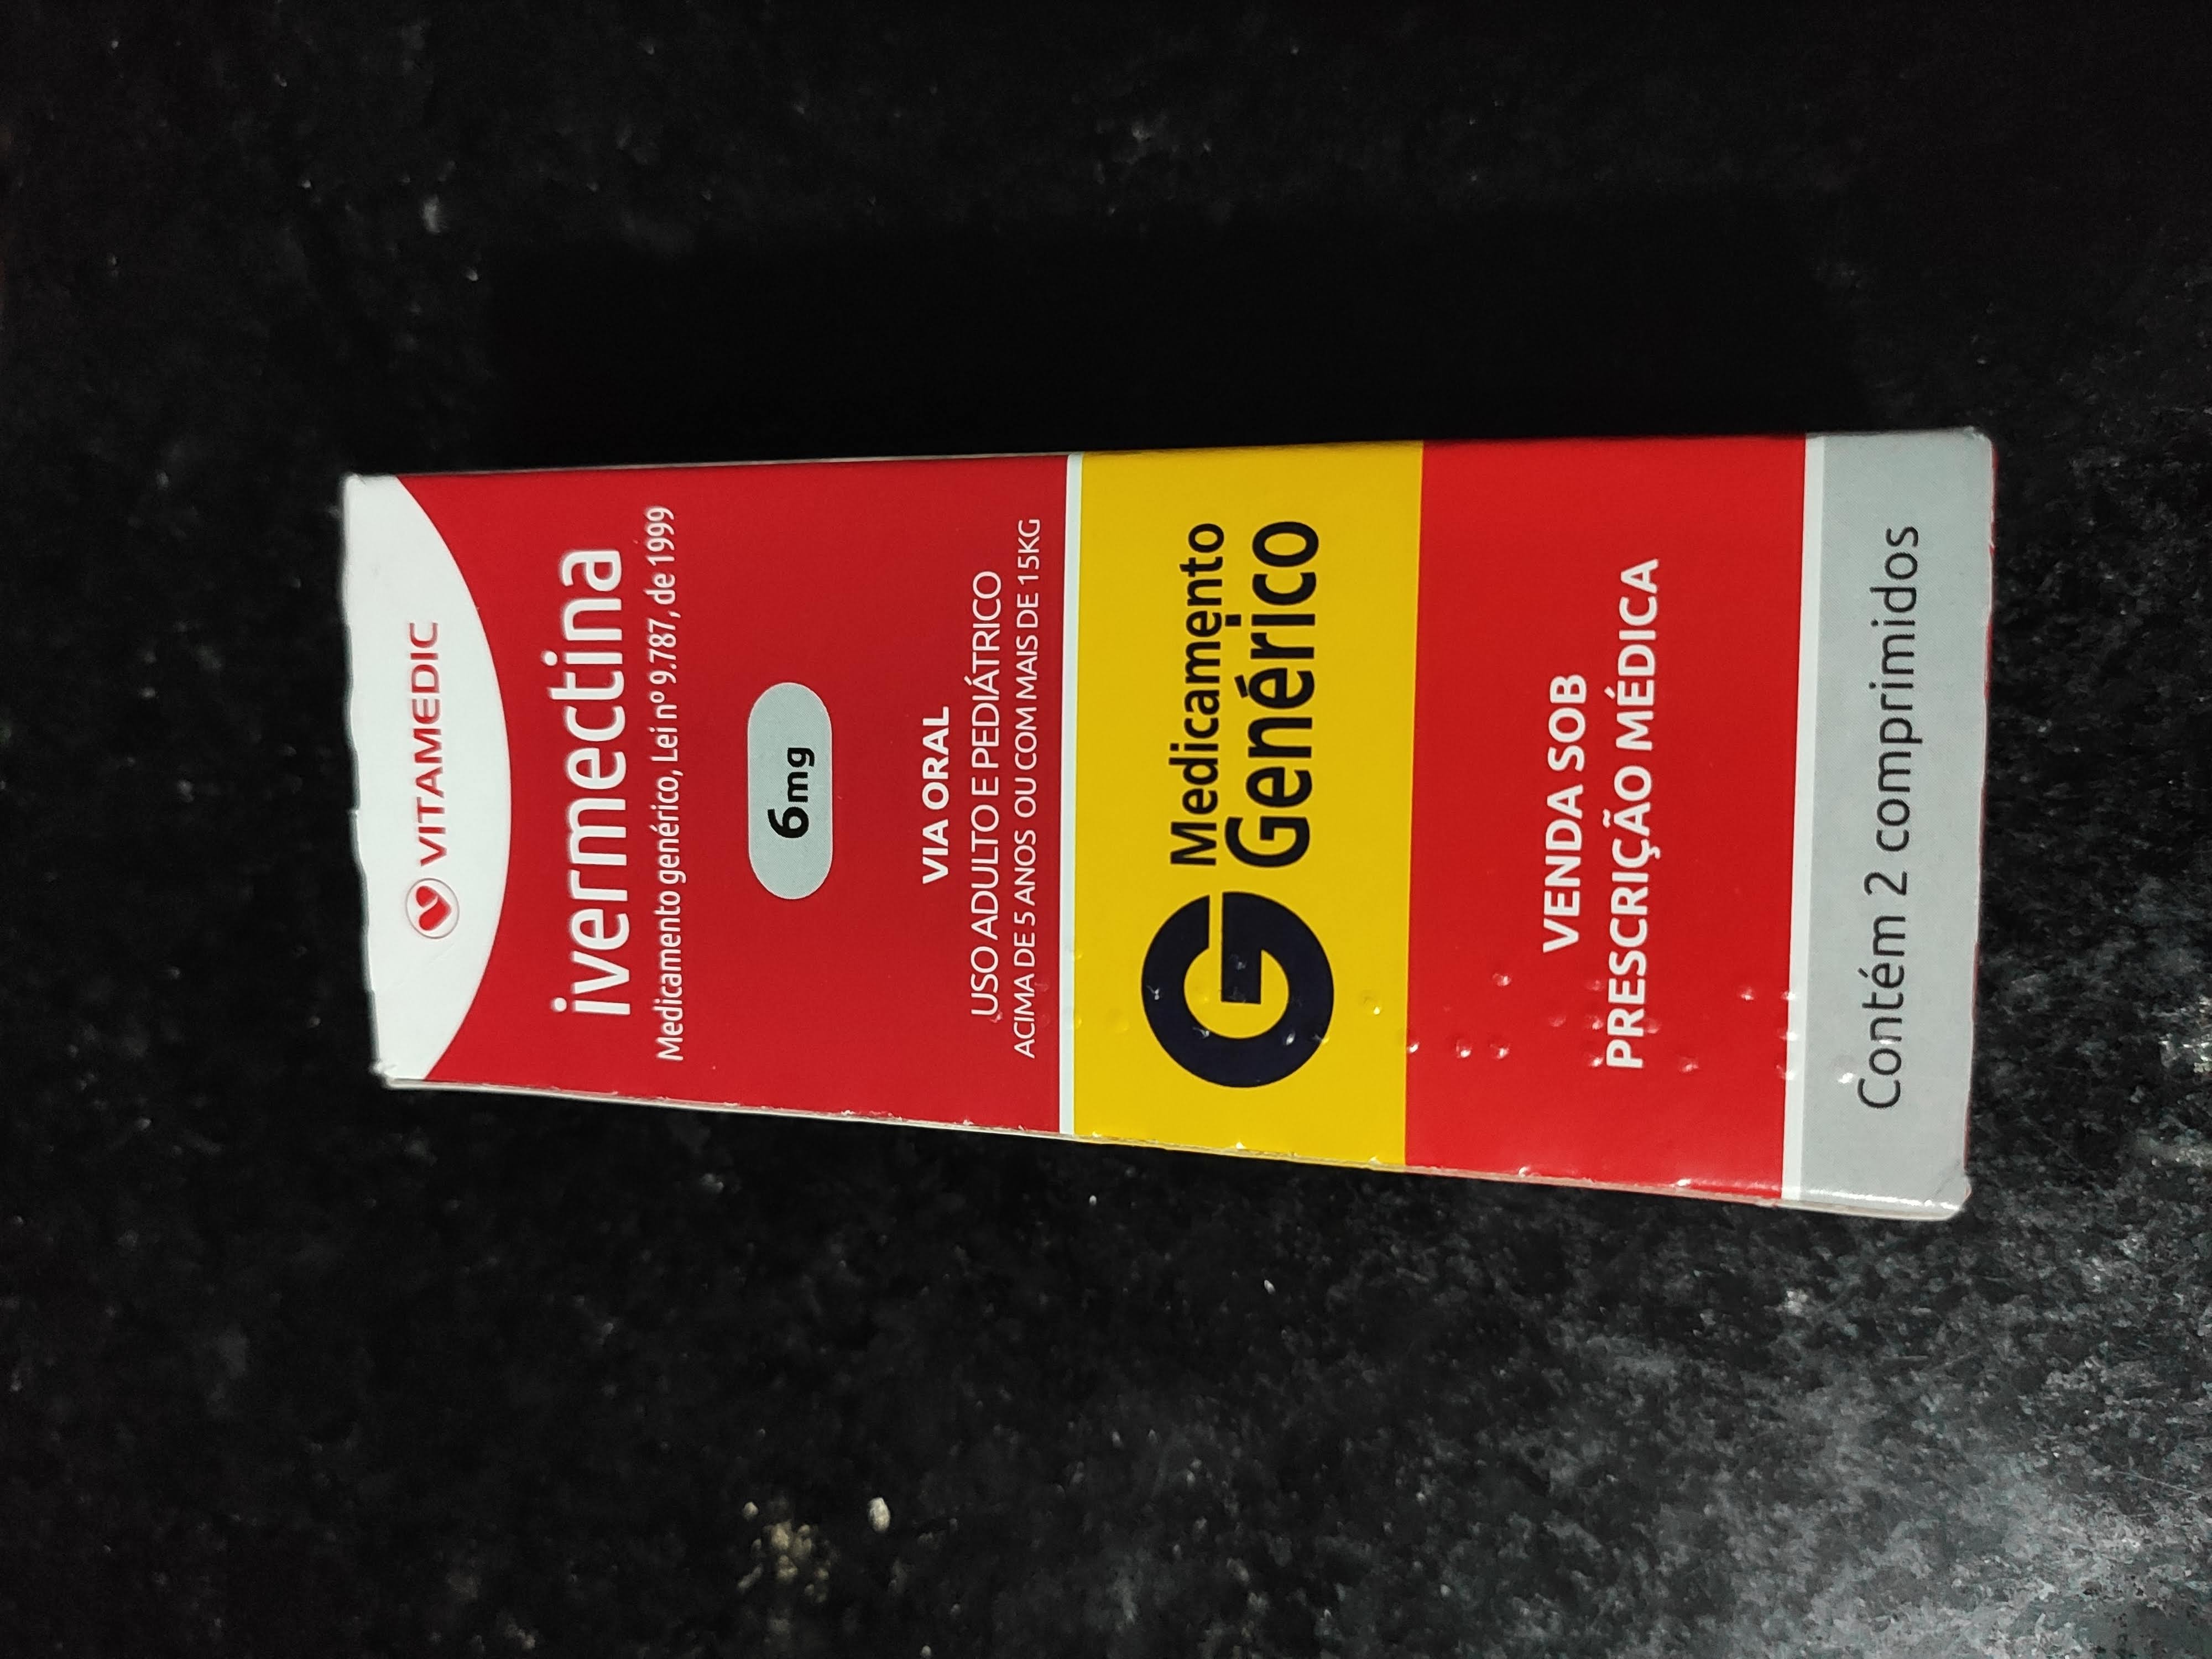 VITAMEDIC
ivermectina
Medicamento genérico, Lei nº 9.787, de 1999
6mg
VIA ORAL
USO ADULTO E PEDIÁTRICO
ACIMA DE 5 ANOS OU COM MAIS DE 15KG
G Medicamento
Genérico
VENDA SOB
PRESCRIÇÃO MÉDICA
Contém 2 comprimidos